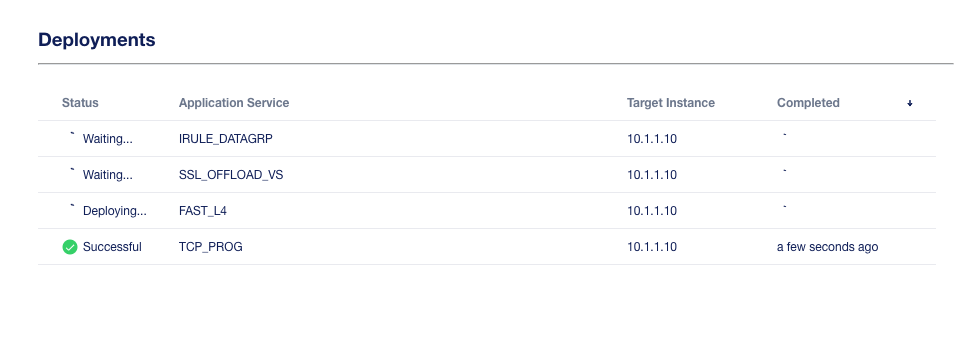 Deployments
Status Application Service Target Instance Completed
Waiting... IRULE_DATAGRP 10.1.1.10
Waiting... SSL_OFFLOAD_VS 10.1.1.10
Deploying... FAST_L4 10.1.1.10
Successful TCP_PROG 10.1.1.10 a few seconds ago